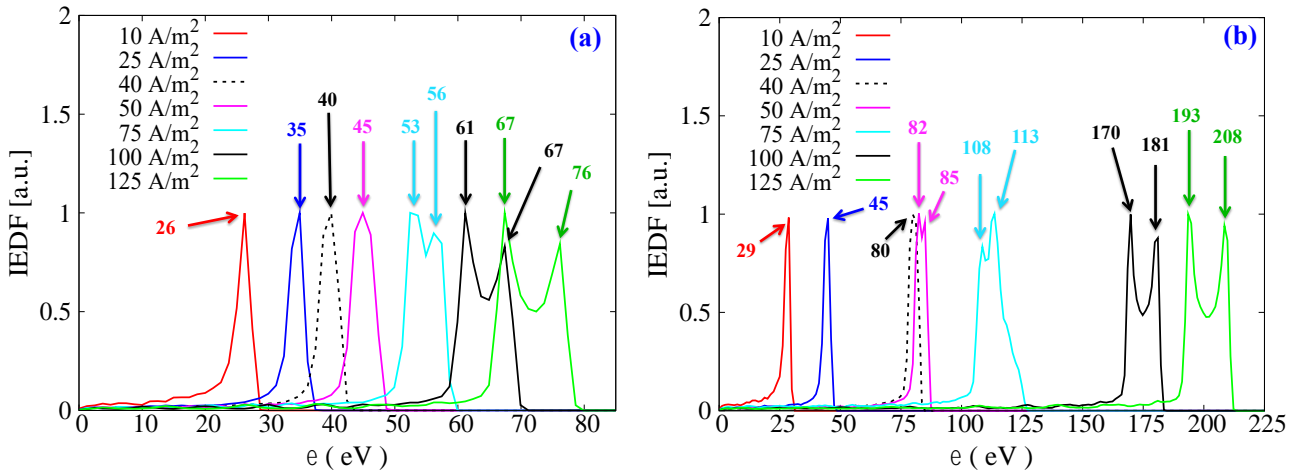 (a)
IEDF [a.u.]
2
1.5
1
0.5
0
10 A/m²
25 A/m²
40 A/m²
50 A/m²
75 A/m²
100 A/m²
125 A/m²
26
35
40
45
53
56
61
67
67
76
0 10 20 30 40 50 60 70 80
e ( eV )
(b)
IEDF [a.u.]
2
1.5
1
0.5
0
10 A/m²
25 A/m²
40 A/m²
50 A/m²
75 A/m²
100 A/m²
125 A/m²
29
45
80
82
85
108
113
170
181
193
208
0 25 50 75 100 125 150 175 200 225
e ( eV )